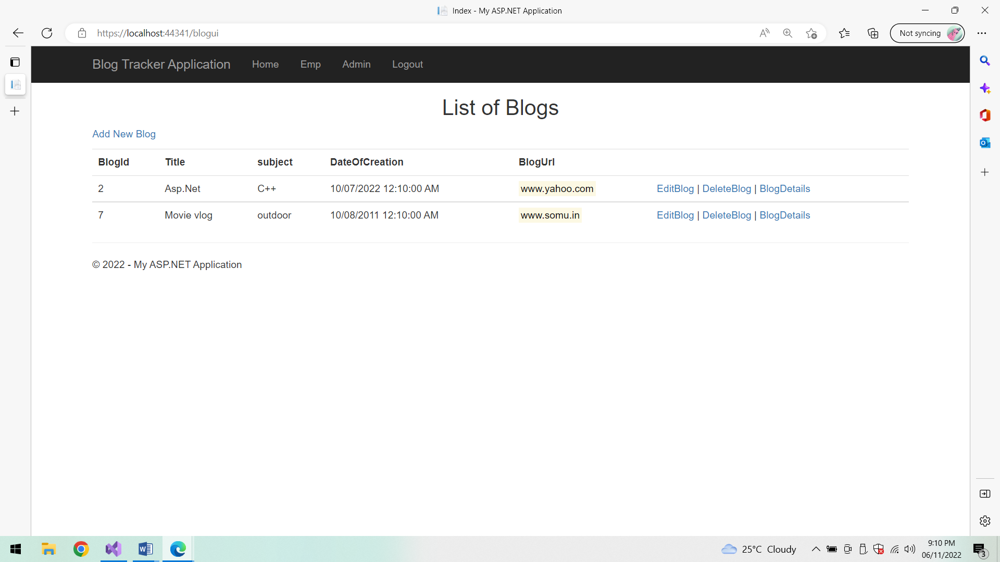 Index - My ASP.NET Application
https://localhost:44341/blogui
Not syncing
Blog Tracker Application Home Emp Admin Logout
List of Blogs
Add New Blog
BlogId Title subject DateOfCreation BlogUrl
2 Asp.Net C++ 10/07/2022 12:10:00 AM www.yahoo.com EditBlog | DeleteBlog | BlogDetails
7 Movie vlog outdoor 10/08/2011 12:10:00 AM www.somu.in EditBlog | DeleteBlog | BlogDetails
© 2022 - My ASP.NET Application
25°C Cloudy
9:10 PM
06/11/2022
3